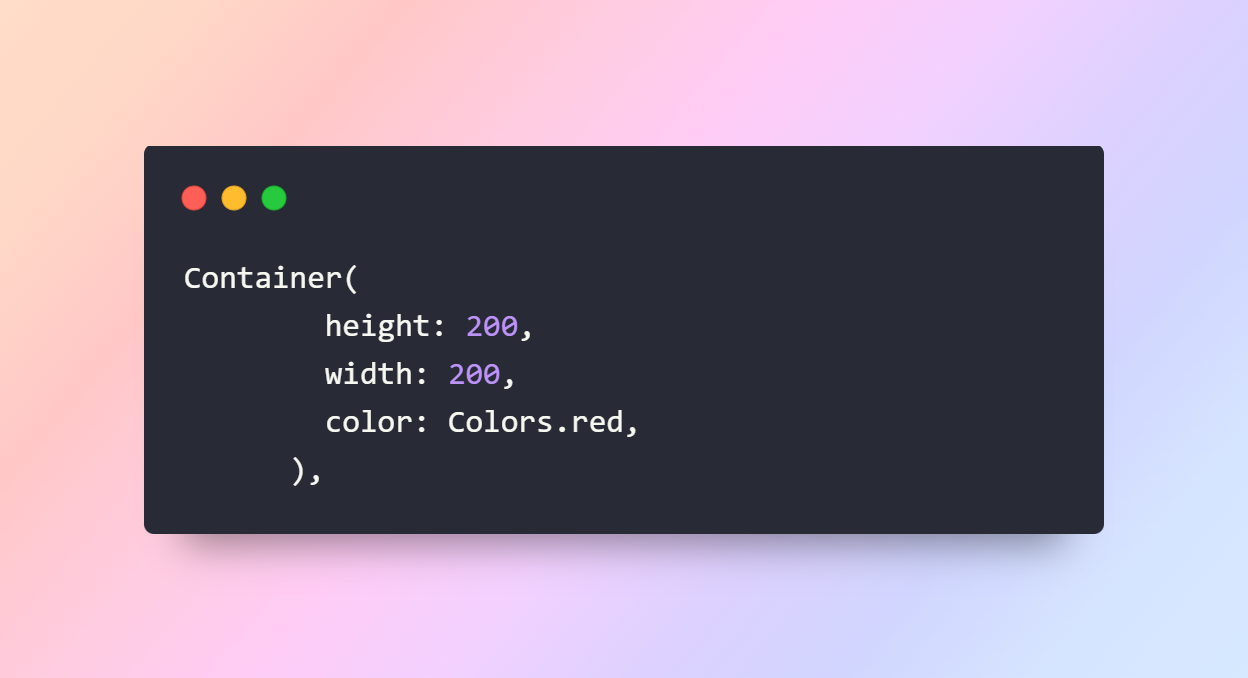 Container(
        height: 200,
        width: 200,
        color: Colors.red,
      ),